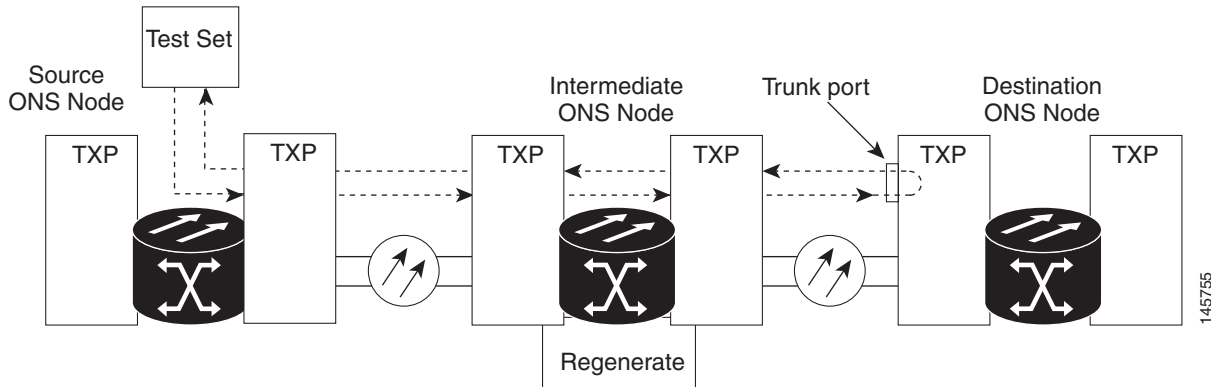 Test Set
Source
ONS Node
Intermediate
ONS Node
Trunk port
Destination
ONS Node
TXP
TXP
TXP
TXP
TXP
TXP
Regenerate
145755